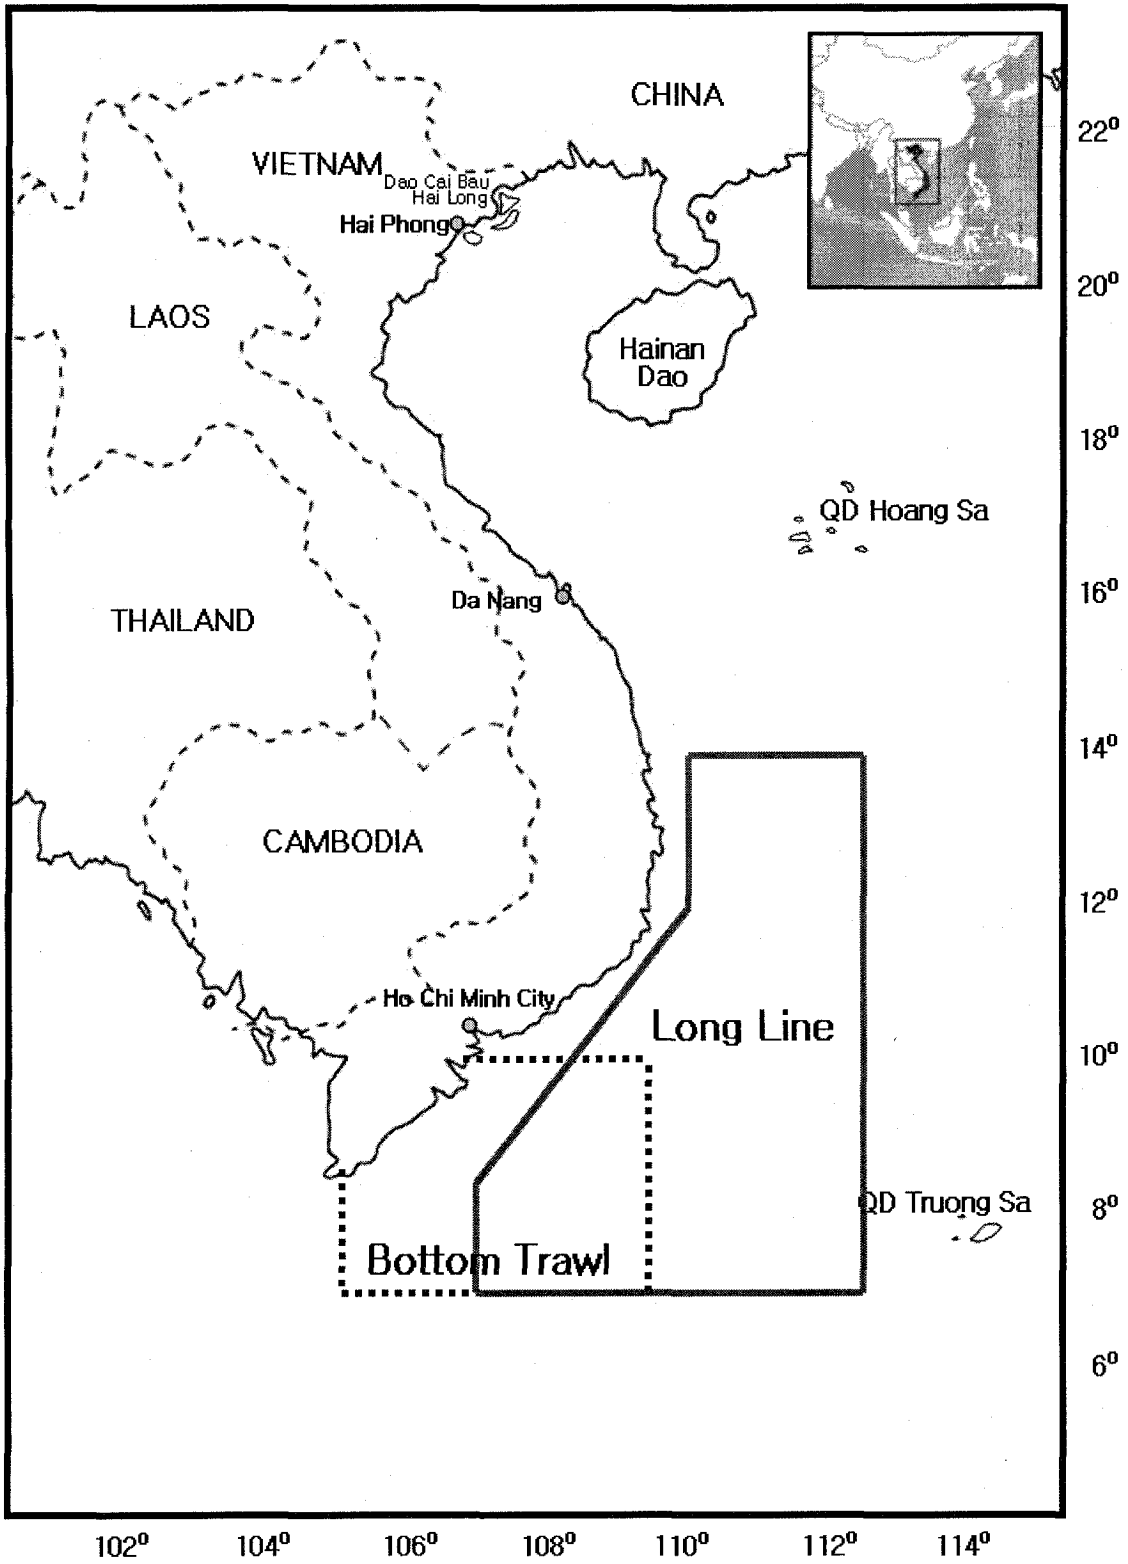 CHINA
22⁰
VIETNAM
Dao Cai Bau
Hai Long
Hai Phong
20⁰
LAOS
Hainan
Dao
18⁰
QD Hoang Sa
16⁰
Da Nang
THAILAND
14⁰
CAMBODIA
12⁰
Ho Chi Minh City
Long Line
10⁰
QD Truong Sa
8⁰
Bottom Trawl
6⁰
102⁰ 104⁰ 106⁰ 108⁰ 110⁰ 112⁰ 114⁰